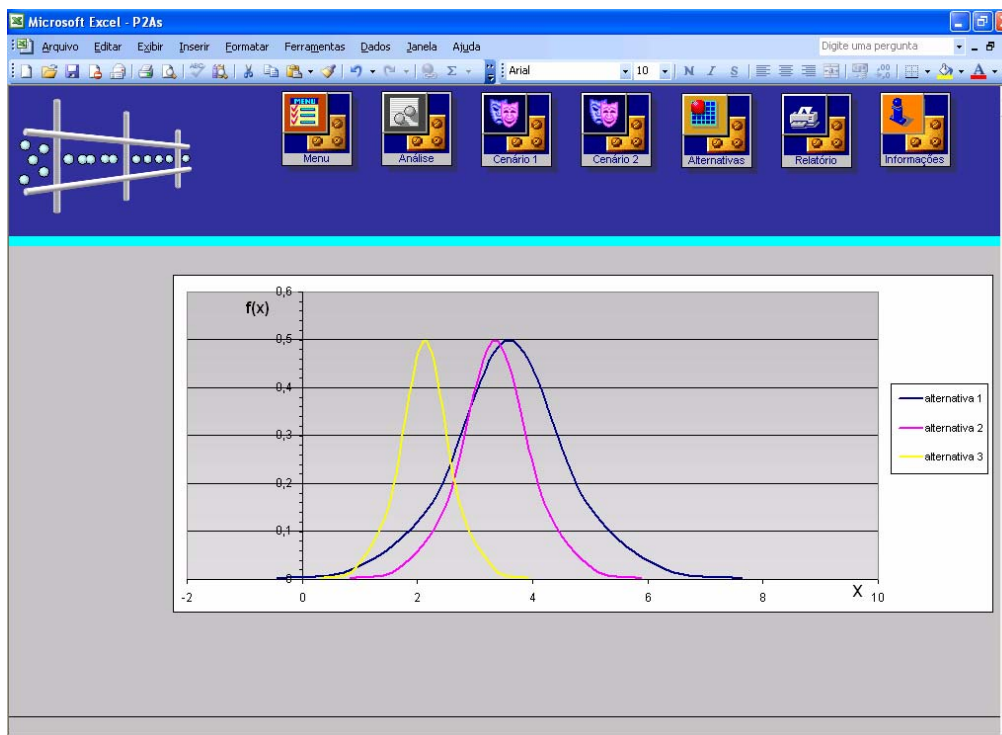 Microsoft Excel - P2As
Arquivo Editar Exibir Inserir Formatar Ferramentas Dados Janela Ajuda Digite uma pergunta
Arial 10 N I S
MENU
Menu Análise Cenário 1 Cenário 2 Alternativas Relatório Informações
0,6
f(x)
0,5
0,4
0,3
0,2
0,1
0
-2 0 2 4 6 8 X 10
alternativa 1
alternativa 2
alternativa 3